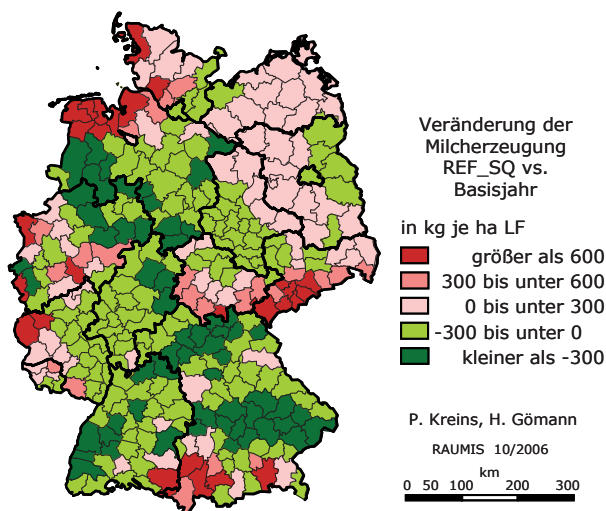 Veränderung der
Milcherzeugung
REF_SQ vs.
Basisjahr
in kg je ha LF
größer als 600
300 bis unter 600
0 bis unter 300
-300 bis unter 0
kleiner als -300
P. Kreins, H. Gömann
RAUMIS 10/2006
km
0 50 100 200 300